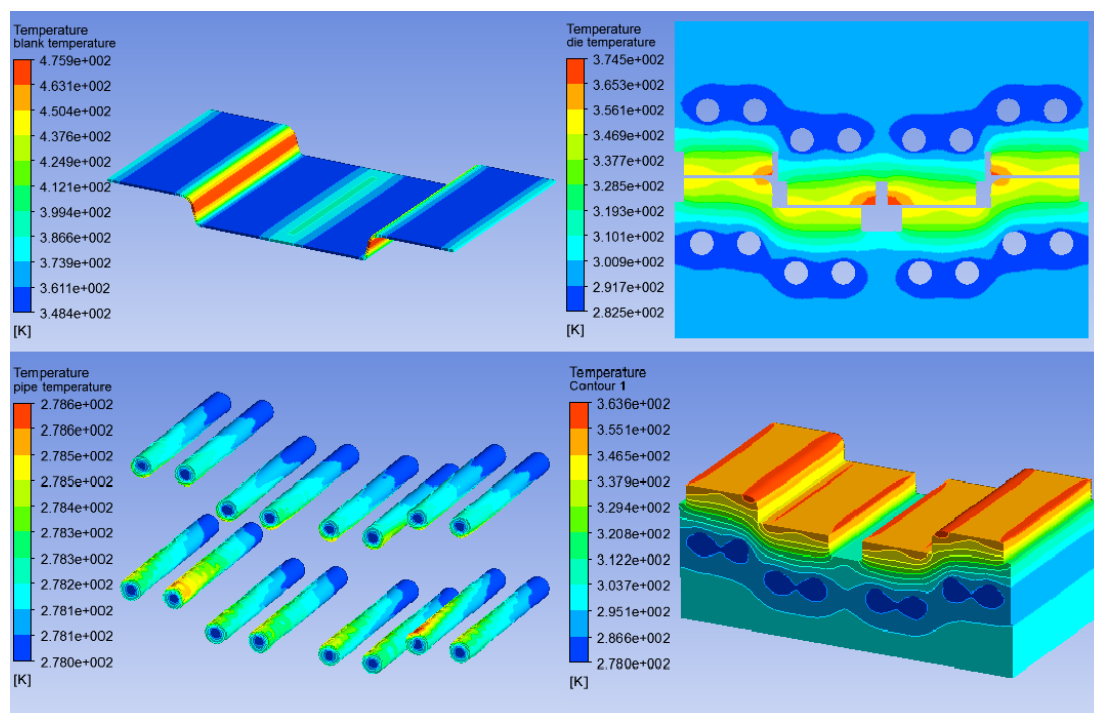 Temperature
blank temperature
4.759e+002
4.631e+002
4.504e+002
4.376e+002
4.249e+002
4.121e+002
3.994e+002
3.866e+002
3.739e+002
3.611e+002
3.484e+002
[K]
Temperature
die temperature
3.745e+002
3.653e+002
3.561e+002
3.469e+002
3.377e+002
3.285e+002
3.193e+002
3.101e+002
3.009e+002
2.917e+002
2.825e+002
[K]
Temperature
pipe temperature
2.786e+002
2.786e+002
2.785e+002
2.785e+002
2.784e+002
2.783e+002
2.783e+002
2.782e+002
2.781e+002
2.781e+002
2.780e+002
[K]
Temperature
Contour 1
3.636e+002
3.551e+002
3.465e+002
3.379e+002
3.294e+002
3.208e+002
3.122e+002
3.037e+002
2.951e+002
2.866e+002
2.780e+002
[K]